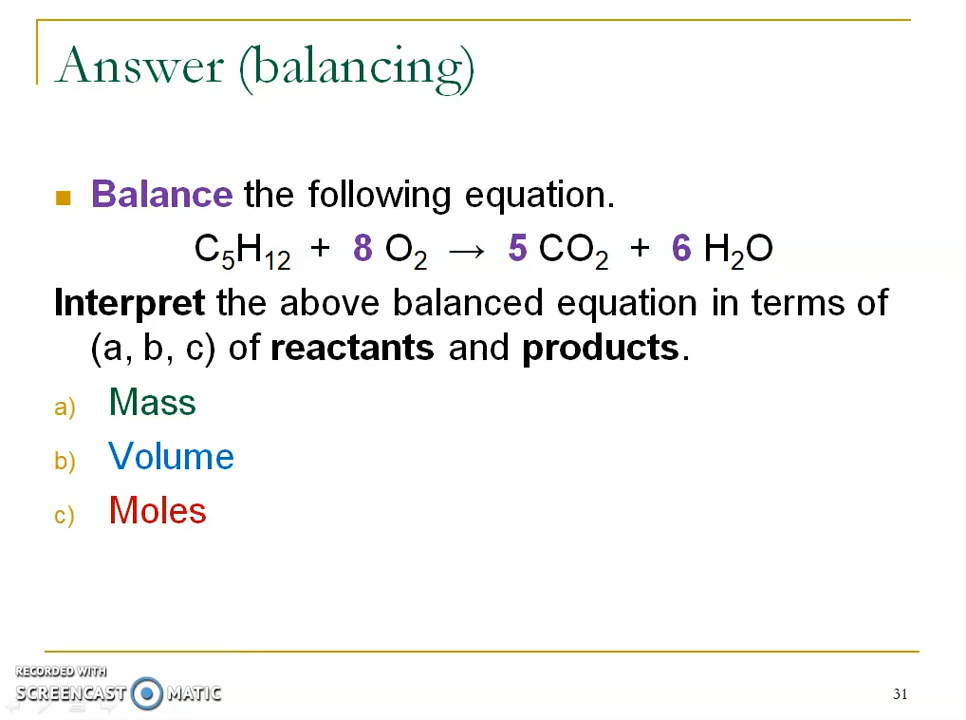 Answer (balancing)
■ Balance the following equation.
C₅H₁₂ + 8 O₂ → 5 CO₂ + 6 H₂O
Interpret the above balanced equation in terms of
(a, b, c) of reactants and products.
a) Mass
b) Volume
c) Moles
RECORDED WITH
SCREENCAST MATIC
31